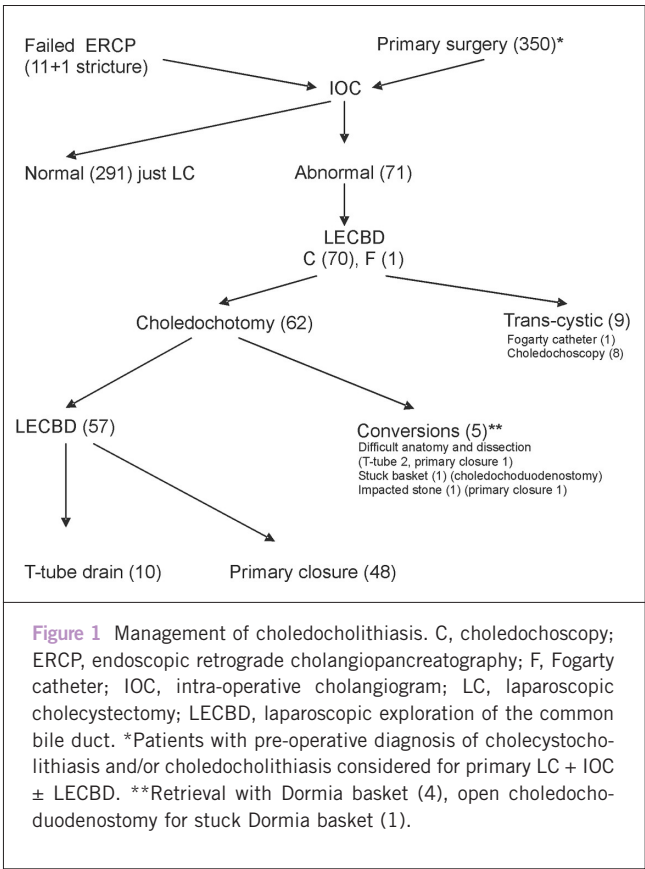 Failed ERCP
(11+1 stricture)
Primary surgery (350)*
IOC
Normal (291) just LC
Abnormal (71)
LECBD
C (70), F (1)
Choledochotomy (62)
Trans-cystic (9)
Fogarty catheter (1)
Choledochoscopy (8)
LECBD (57)
Conversions (5)**
Difficult anatomy and dissection
(T-tube 2, primary closure 1)
Stuck basket (1) (choledochoduodenostomy)
Impacted stone (1) (primary closure 1)
T-tube drain (10)
Primary closure (48)
Figure 1 Management of choledocholithiasis. C, choledochoscopy;
ERCP, endoscopic retrograde cholangiopancreatography; F, Fogarty
catheter; IOC, intra-operative cholangiogram; LC, laparoscopic
cholecystectomy; LECBD, laparoscopic exploration of the common
bile duct. *Patients with pre-operative diagnosis of cholecystocho-
lithiasis and/or choledocholithiasis considered for primary LC + IOC
± LECBD. **Retrieval with Dormia basket (4), open choledocho-
duodenostomy for stuck Dormia basket (1).